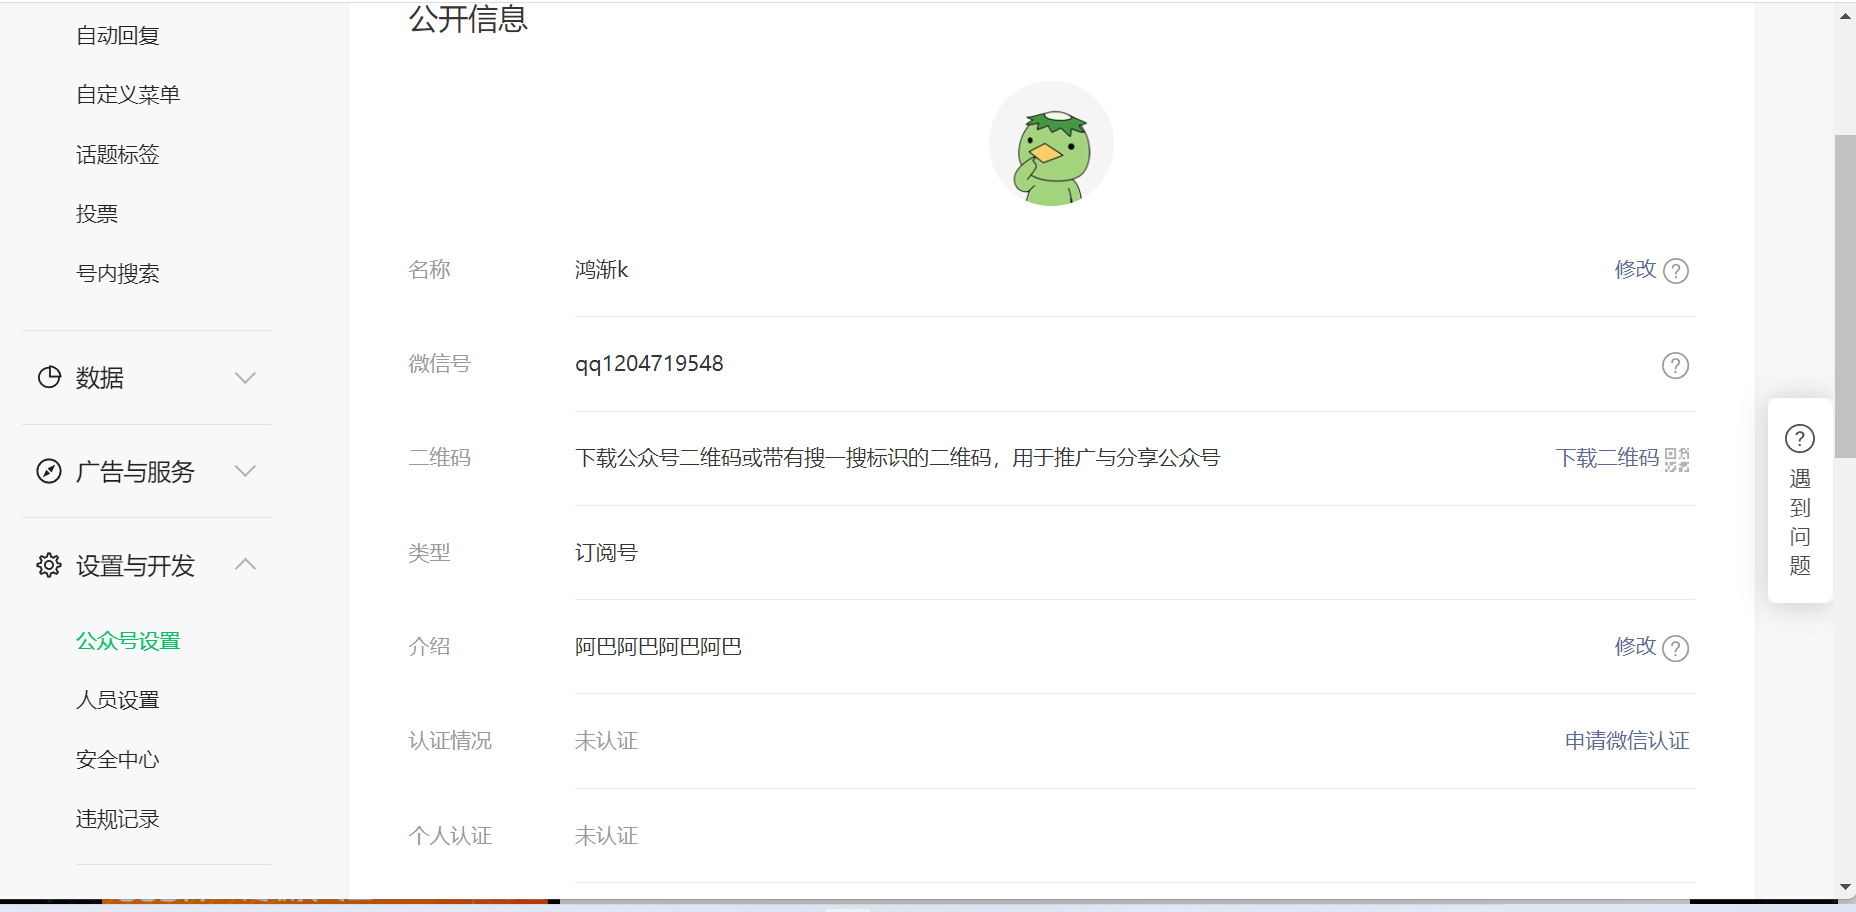 自动回复
自定义菜单
话题标签
投票
号内搜索
数据
广告与服务
设置与开发
公众号设置
人员设置
安全中心
违规记录
公开信息
名称 鸿渐k 修改
微信号 qq1204719548
二维码 下载公众号二维码或带有搜一搜标识的二维码，用于推广与分享公众号 下载二维码
类型 订阅号
介绍 阿巴阿巴阿巴阿巴 修改
认证情况 未认证 申请微信认证
个人认证 未认证
遇
到
问
题